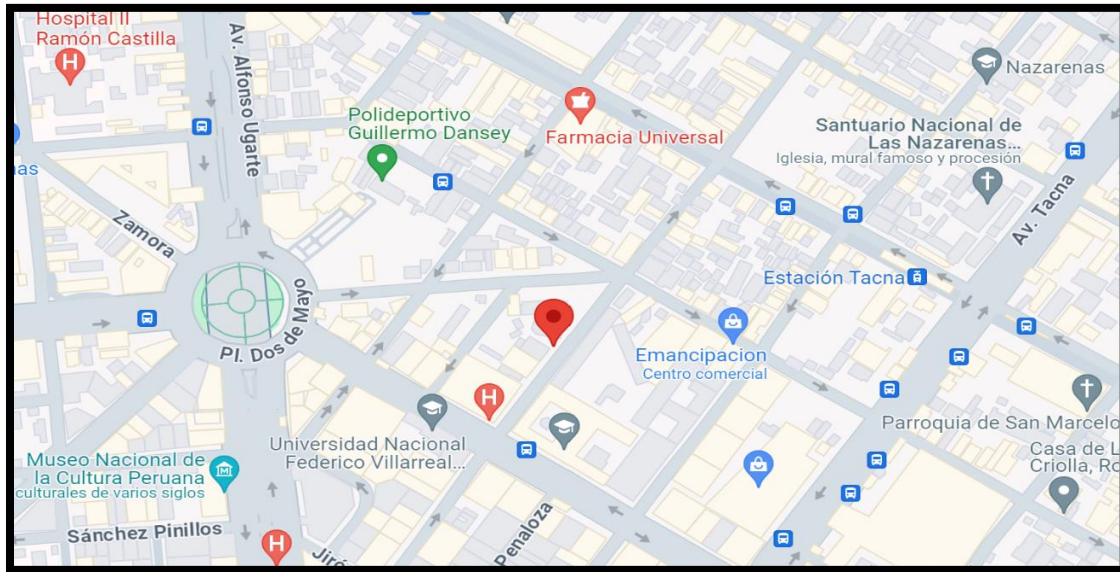 Hospital II
Ramón Castilla
Av. Alfonso Ugarte
Nazarenas
Polideportivo
Guillermo Dansey
Farmacia Universal
Santuario Nacional de
Las Nazarenas...
Iglesia, mural famoso y procesión
nas
Zamora
Av. Tacna
Estación Tacna
Pl. Dos de Mayo
Emancipacion
Centro comercial
Parroquia de San Marcelo
Universidad Nacional
Federico Villarreal...
Casa de L
Criolla, Ro
Museo Nacional de
la Cultura Peruana
culturales de varios siglos
Sánchez Pinillos
Penaloza
Jiró
H
H
H